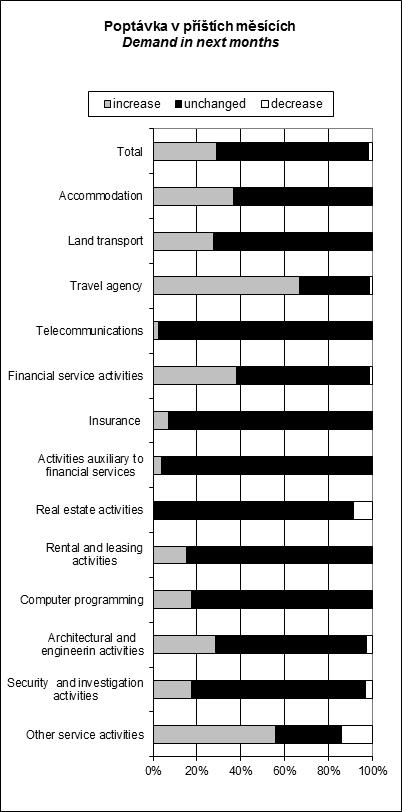 Poptávka v příštích měsících
Demand in next months
increase unchanged decrease
Total
Accommodation
Land transport
Travel agency
Telecommunications
Financial service activities
Insurance
Activities auxiliary to
financial services
Real estate activities
Rental and leasing
activities
Computer programming
Architectural and
engineerin activities
Security and investigation
activities
Other service activities
0% 20% 40% 60% 80% 100%